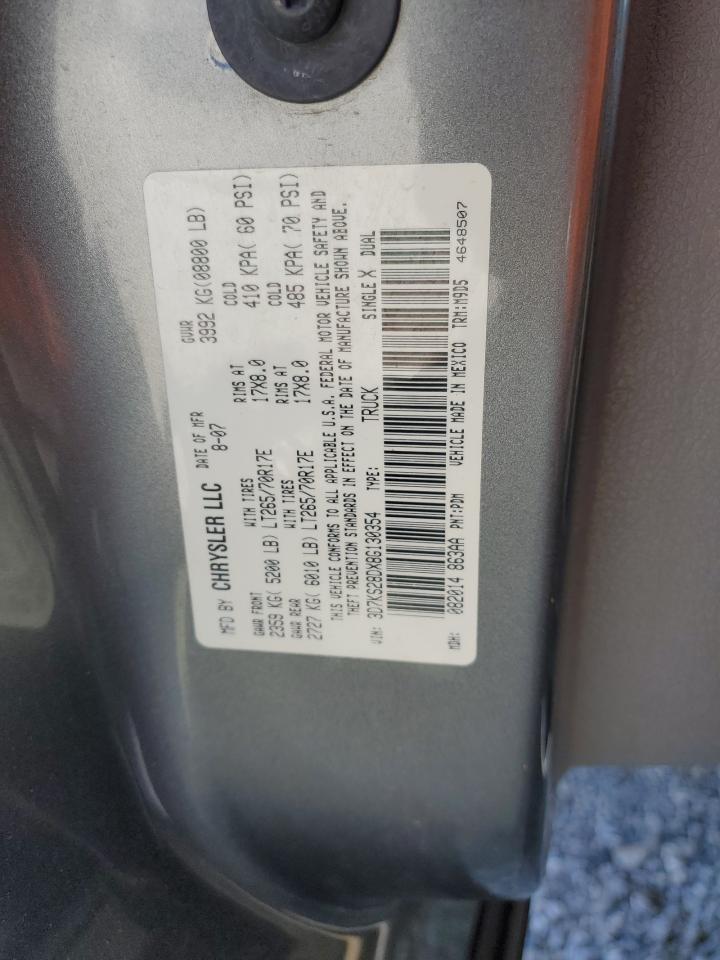 MFD BY CHRYSLER LLC DATE OF MFR 8-07 GVWR 3992 KG(08800 LB)
GAWR FRONT WITH TIRES RIMS AT COLD
2359 KG( 5200 LB) LT265/70R17E 17X8.0 410 KPA( 60 PSI)
GAWR REAR WITH TIRES RIMS AT COLD
2727 KG( 6010 LB) LT265/70R17E 17X8.0 485 KPA( 70 PSI)
THIS VEHICLE CONFORMS TO ALL APPLICABLE U.S.A. FEDERAL MOTOR VEHICLE SAFETY AND
THEFT PREVENTION STANDARDS IN EFFECT ON THE DATE OF MANUFACTURE SHOWN ABOVE.
VIN: 3D7KS28DX8G130354 TYPE: TRUCK SINGLE X DUAL
MDH: 082014 863AA PNT:PDM VEHICLE MADE IN MEXICO TRM:M9D5 4648507